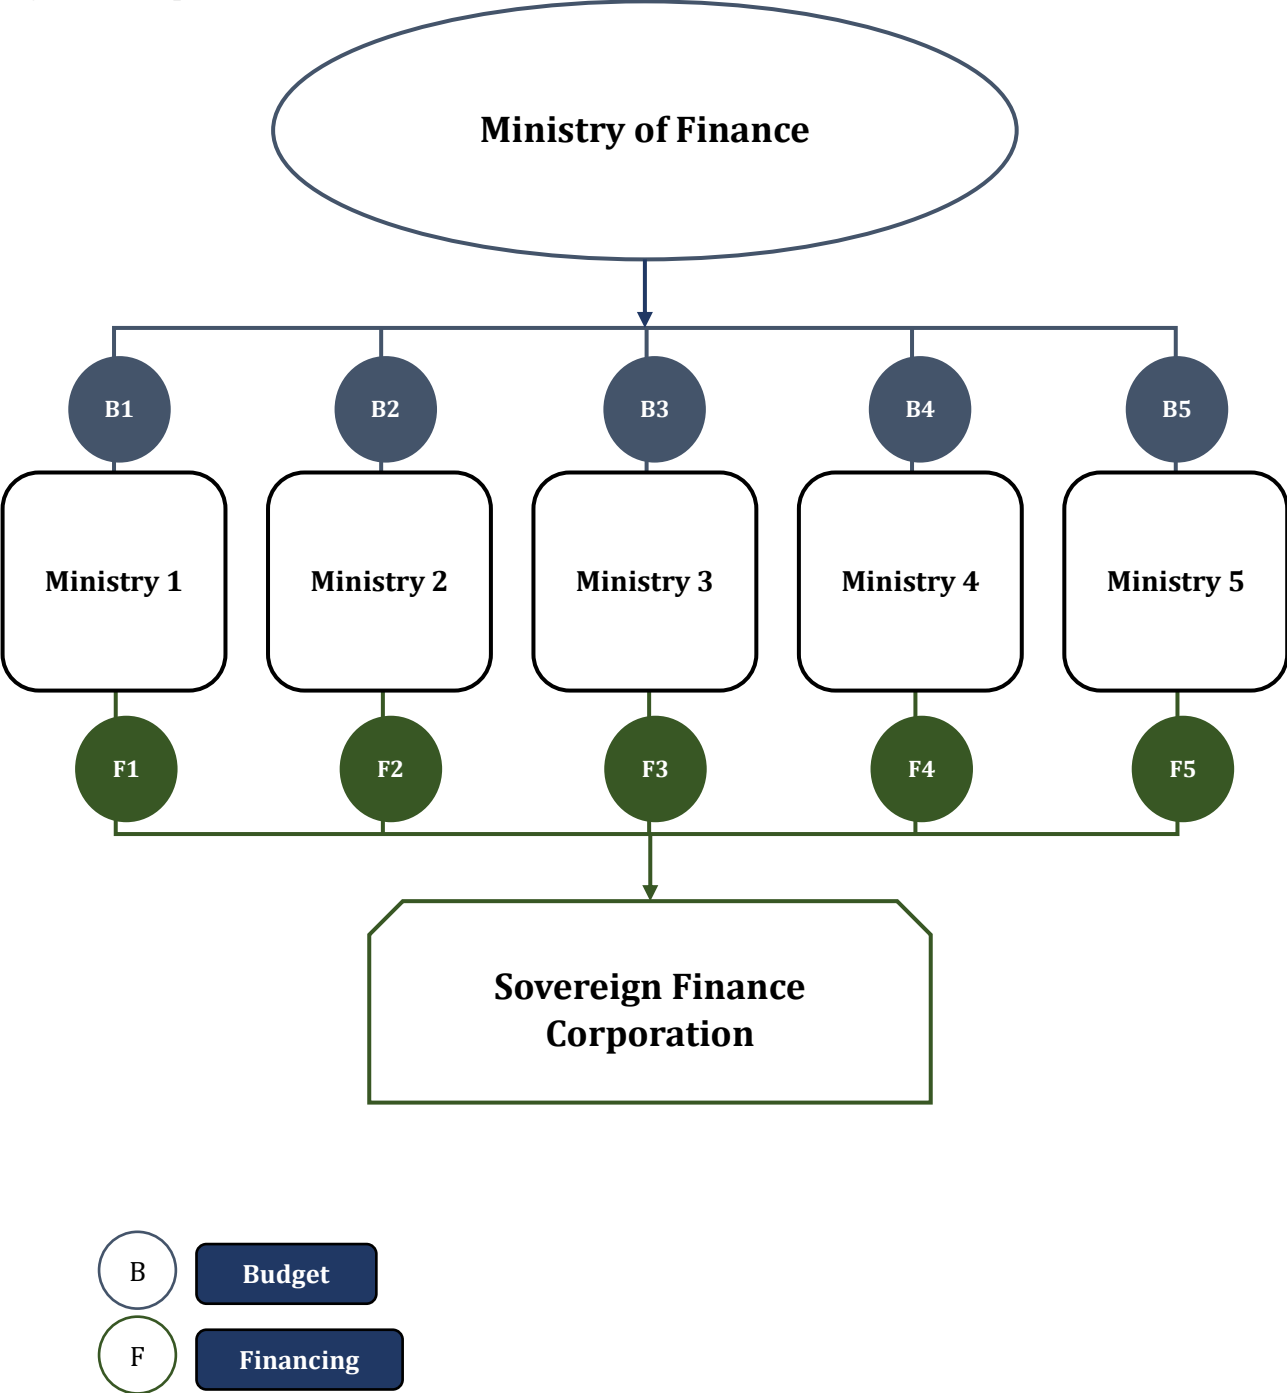 Ministry of Finance
B1 B2 B3 B4 B5
Ministry 1 Ministry 2 Ministry 3 Ministry 4 Ministry 5
F1 F2 F3 F4 F5
Sovereign Finance
Corporation
B Budget
F Financing